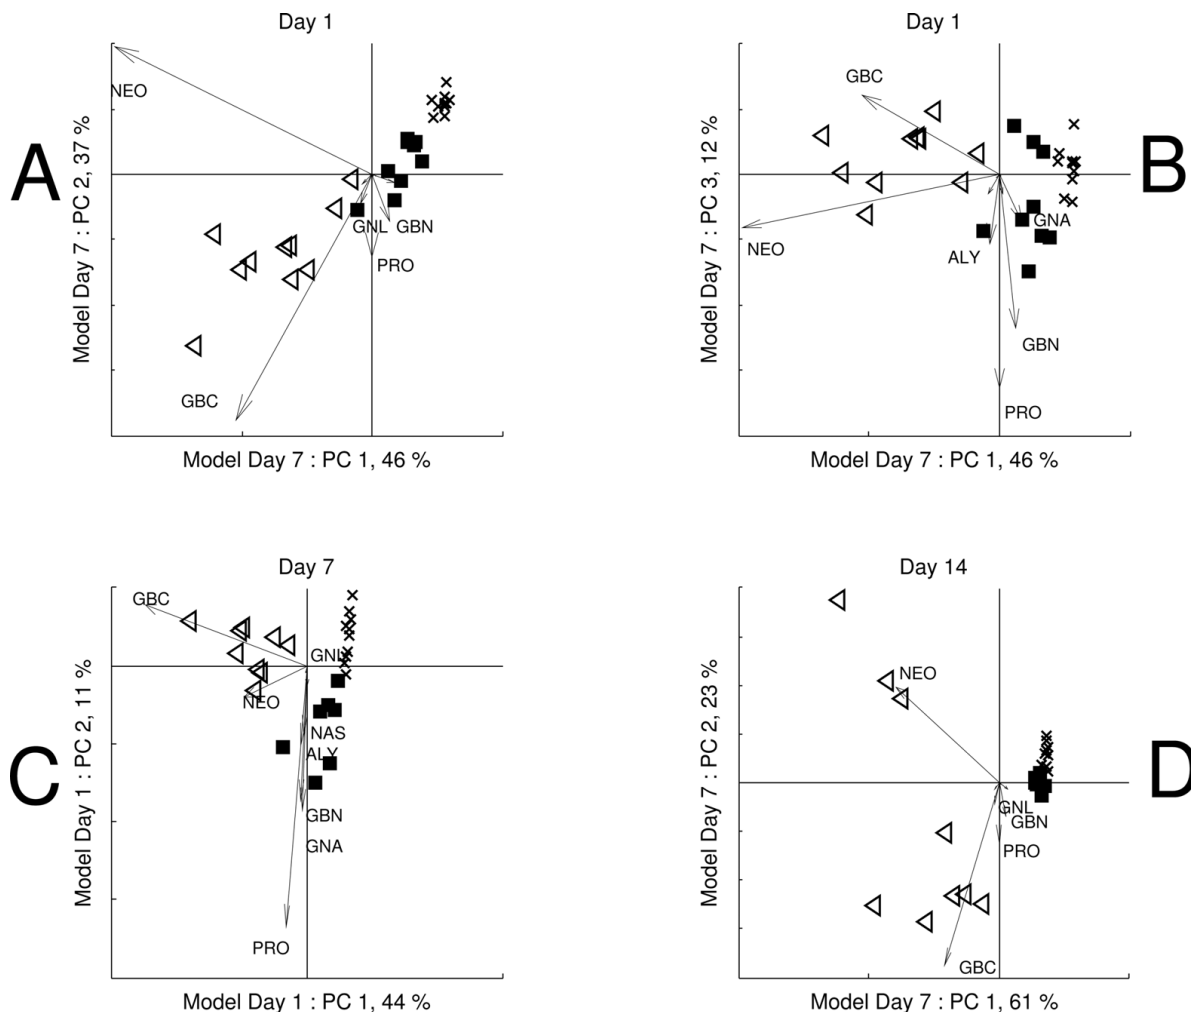 Day 1
Day 1
A
B
NEO
GNL
GBN
PRO
GBC
Model Day 7 : PC 2, 37 %
Model Day 7 : PC 1, 46 %
GBC
NEO
GNA
ALY
GBN
PRO
Model Day 7 : PC 3, 12 %
Model Day 7 : PC 1, 46 %
Day 7
Day 14
C
D
GBC
GNL
NEO
NAS
ALY
GBN
GNA
PRO
Model Day 1 : PC 2, 11 %
Model Day 1 : PC 1, 44 %
NEO
GNL
GBN
PRO
GBC
Model Day 7 : PC 2, 23 %
Model Day 7 : PC 1, 61 %